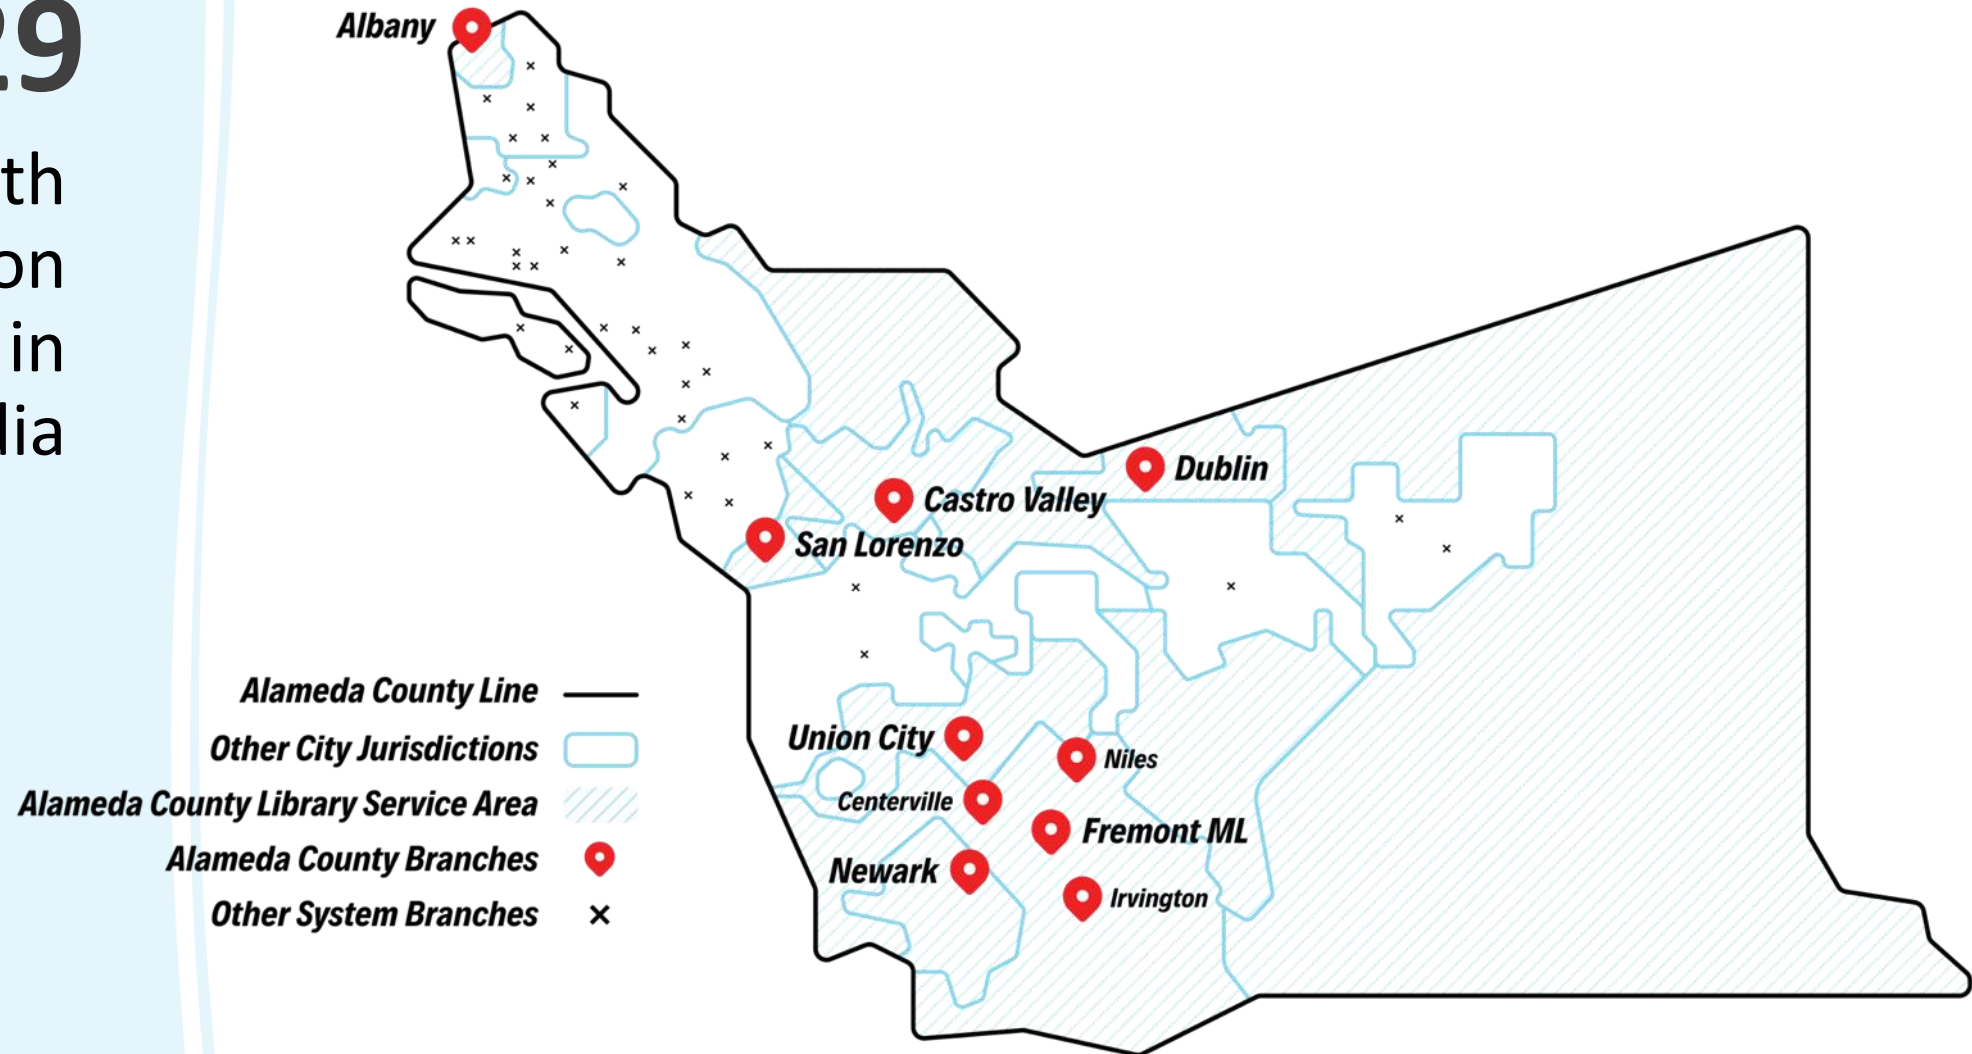 29
th
on
in
dia
Albany
Dublin
Castro Valley
San Lorenzo
Union City
Niles
Centerville
Fremont ML
Newark
Irvington
Alameda County Line
Other City Jurisdictions
Alameda County Library Service Area
Alameda County Branches
Other System Branches